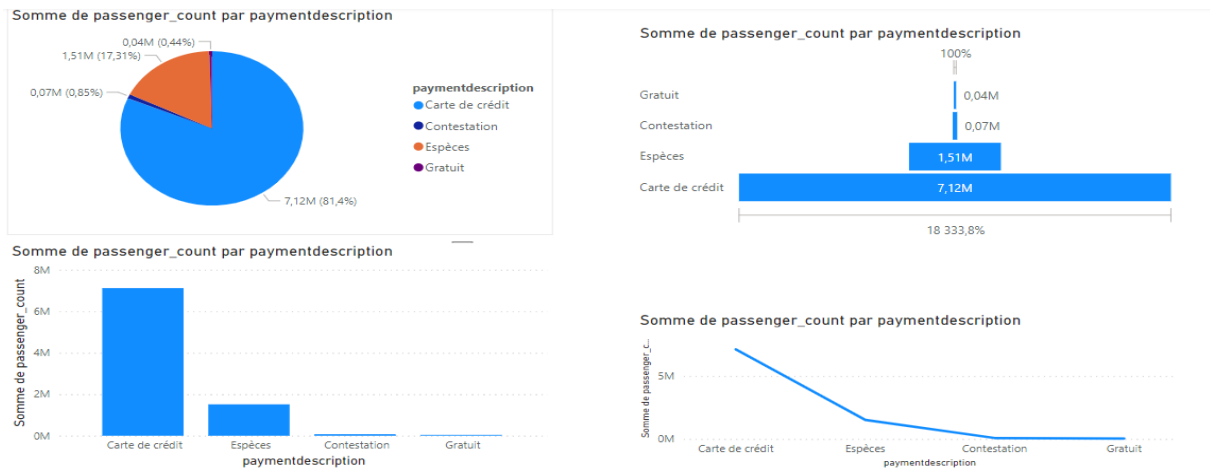 Somme de passenger_count par paymentdescription
0,04M (0,44%)
1,51M (17,31%)
0,07M (0,85%)
7,12M (81,4%)
paymentdescription
Carte de crédit
Contestation
Espèces
Gratuit
Somme de passenger_count par paymentdescription
100%
Gratuit
0,04M
Contestation
0,07M
Espèces
1,51M
Carte de crédit
7,12M
18 333,8%
Somme de passenger_count par paymentdescription
Somme de passenger_count
8M
6M
4M
2M
0M
Carte de crédit
Espèces
Contestation
Gratuit
paymentdescription
Somme de passenger_count par paymentdescription
Somme de passenger_c...
5M
0M
Carte de crédit
Espèces
Contestation
Gratuit
paymentdescription